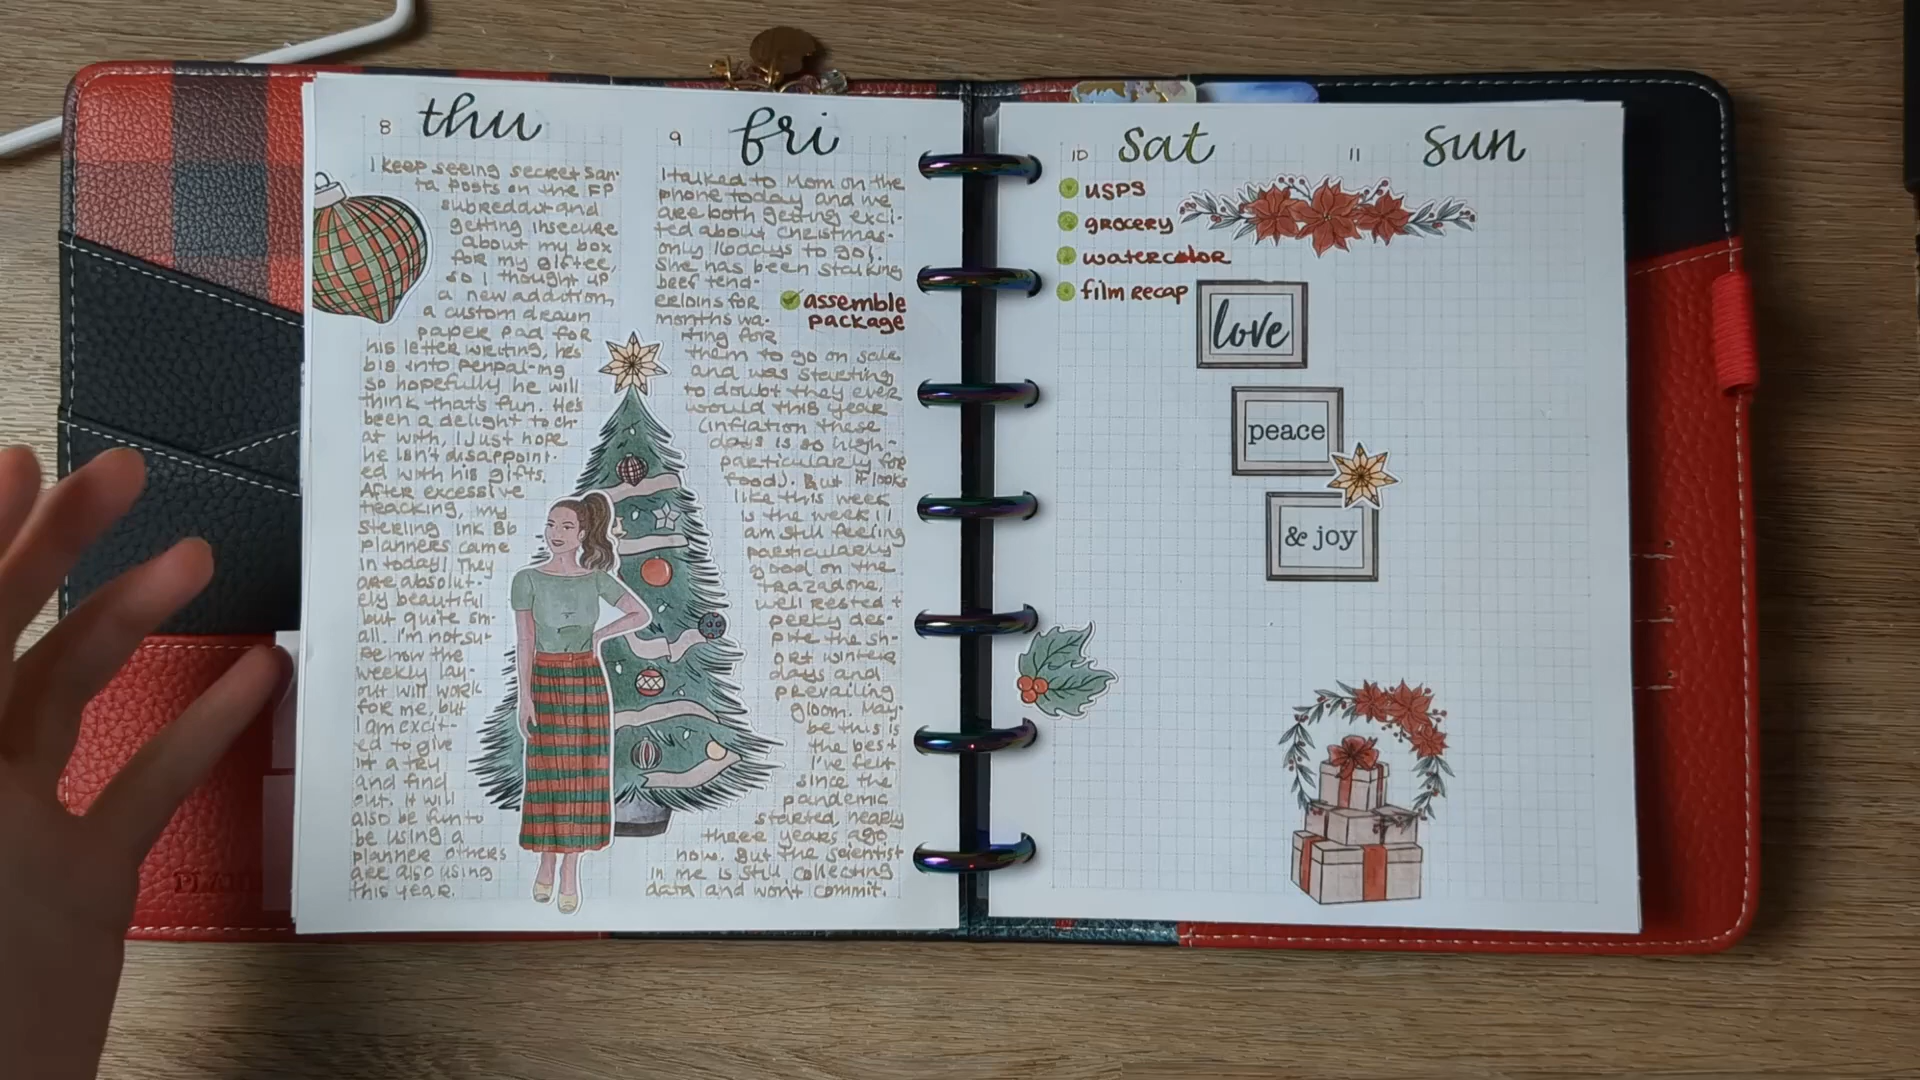 8 thu
I keep seeing secret San-
ta posts on the FP
subreddit and
getting insecure
about my box
for my giftee,
so I thought up
a new addition,
a custom drawn
paper pad for
his letter writing, he's
big into penpal-ing
so hopefully he will
think that's fun. He's
been a delight to ch-
at with, I just hope
he isn't disappoint-
ed with his gifts.
After excessive
tracking, my
Sterling Ink B6
planners came
in today! They
are absolut-
ely beautiful
but quite sm-
all. I'm not su-
re how the
weekly lay-
out will work
for me, but
I am excit-
ed to give
it a try
and find
out. It will
also be fun to
be using a
planner others
are also using
this year.
9 fri
I talked to Mom on the
phone today and we
are both getting exci-
ted about Christmas-
only 16 days to go!
She has been stalking
beef tend-
erloins for
months wa-
iting for
them to go on sale
and was starting
to doubt they ever
would this year
(inflation these
days is so high-
particularly for
food). But it looks
like this week
is the week! I
am still feeling
particularly
good on the
trazadone,
well rested +
perky des-
pite the sh-
ort winter
days and
prevailing
gloom. May-
be this is
the best
I've felt
since the
pandemic
started, nearly
three years ago
now. But the scientist
in me is still collecting
data and won't commit.
assemble
package
10 sat
USPS
grocery
watercolor
film recap
11 sun
love
peace
& joy
PLAN